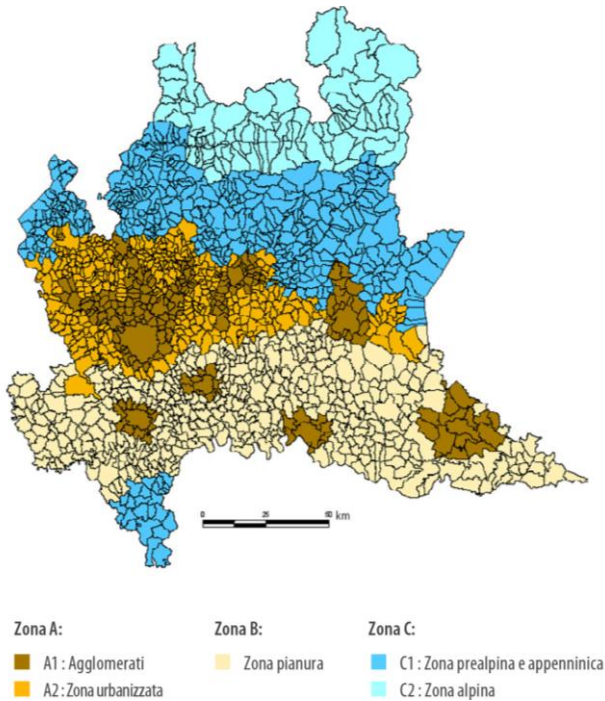 0 25 50 km
Zona A: Zona B: Zona C:
A1 : Agglomerati Zona pianura C1 : Zona prealpina e appenninica
A2 : Zona urbanizzata C2 : Zona alpina